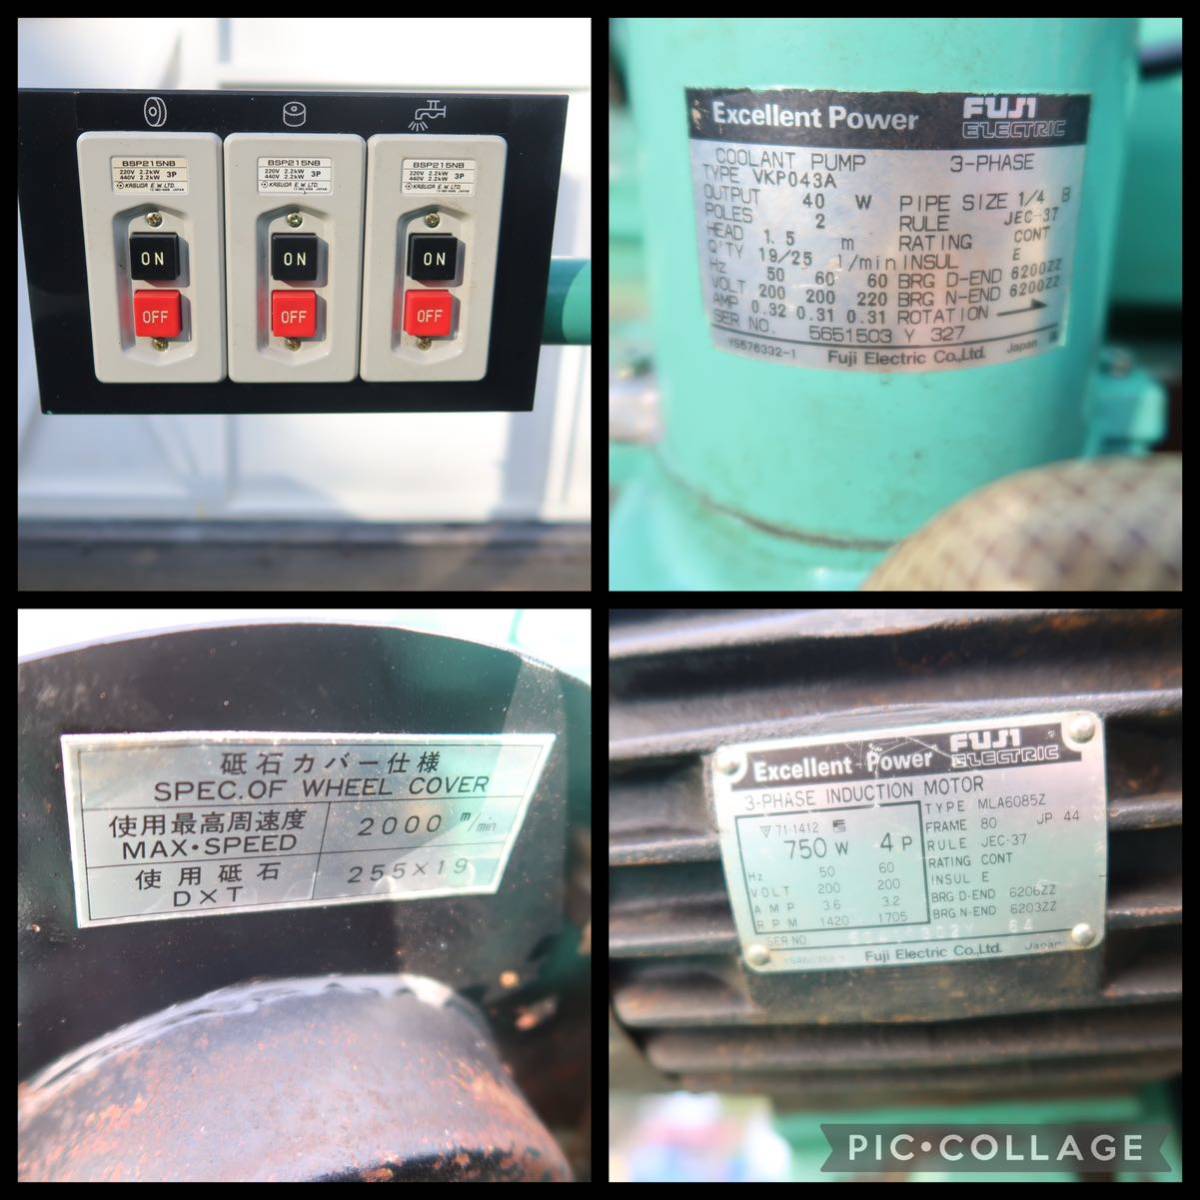 BSP215NB
220V 2.2kW
440V 2.2kW 3P
KASUGA E.W.LTD.
ON
OFF
BSP215NB
220V 2.2kW
440V 2.2kW 3P
KASUGA E.W.LTD.
ON
OFF
BSP215NB
220V 2.2kW
440V 2.2kW 3P
KASUGA E.W.LTD.
ON
OFF
Excellent Power FUJI ELECTRIC
COOLANT PUMP 3-PHASE
TYPE VKP043A
OUTPUT 40 W PIPE SIZE 1/4 B
POLES 2 RULE JEC-37
HEAD 1.5 m RATING CONT
Q'TY 19/25 l/min INSUL E
Hz 50 60 60 BRG D-END 6200ZZ
VOLT 200 200 220 BRG N-END 6200ZZ
AMP 0.32 0.31 0.31 ROTATION
SER NO. 5651503 Y 327
YS576332-1 Fuji Electric Co.,Ltd. Japan
砥石カバー仕様
SPEC.OF WHEEL COVER
使用最高周速度 2000 m/min
MAX・SPEED
使用砥石 255×19
D×T
Excellent Power FUJI ELECTRIC
3-PHASE INDUCTION MOTOR
▽71-1412
750 W 4 P
Hz 50 60
VOLT 200 200
AMP 3.6 3.2
RPM 1420 1705
TYPE MLA6085Z
FRAME 80 JP 44
RULE JEC-37
RATING CONT
INSUL E
BRG D-END 6206ZZ
BRG N-END 6203ZZ
SER NO.
Fuji Electric Co.,Ltd. Japan
PIC•COLLAGE